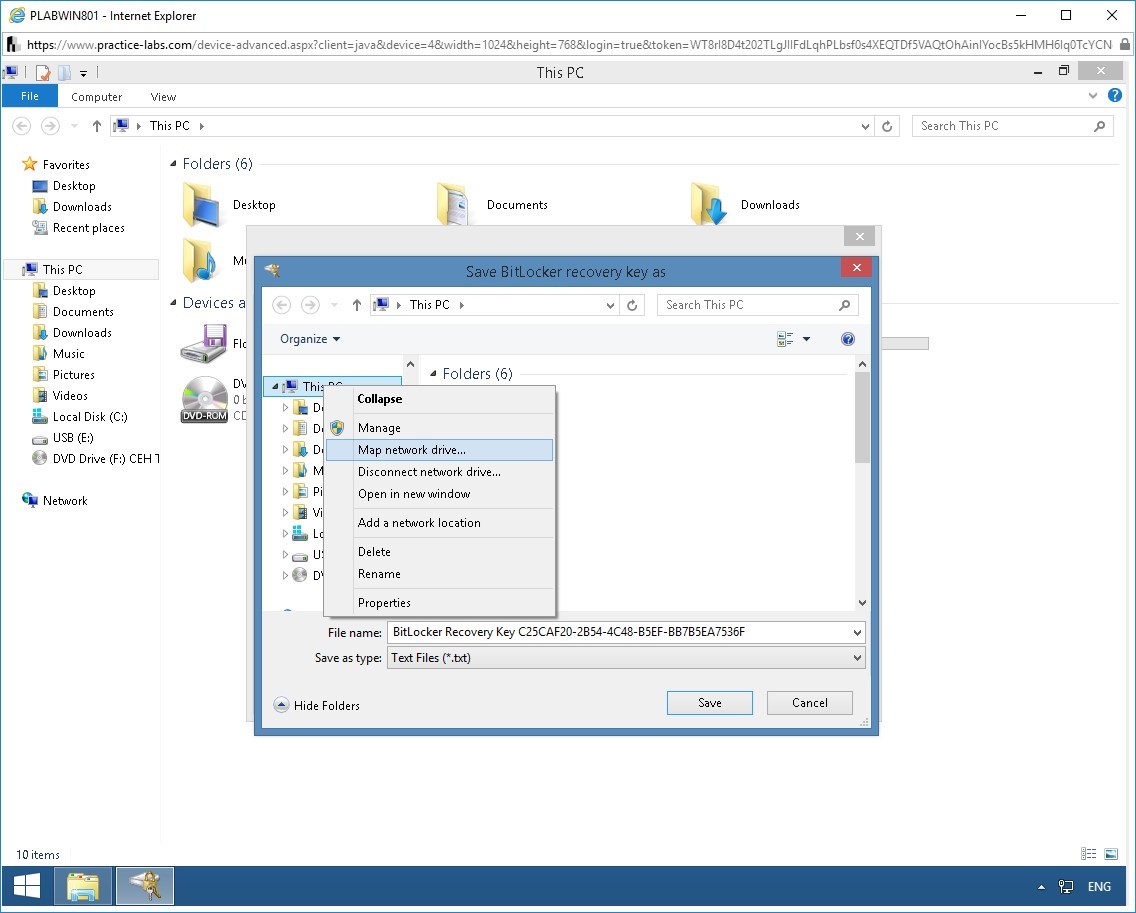 PLABWIN801 - Internet Explorer
https://www.practice-labs.com/device-advanced.aspx?client=java&device=4&width=1024&height=768&login=true&token=
This PC
File Computer View
This PC
Search This PC
Favorites
Desktop
Downloads
Recent places
This PC
Desktop
Documents
Downloads
Music
Pictures
Videos
Local Disk (C:)
USB (E:)
DVD Drive (F:) CEH T
Network
Folders (6)
Desktop
Documents
Downloads
Devices a
DVD-ROM
Save BitLocker recovery key as
This PC
Search This PC
Organize
Folders (6)
This PC
Collapse
Manage
Map network drive...
Disconnect network drive...
Open in new window
Add a network location
Delete
Rename
Properties
File name: BitLocker Recovery Key C25CAF20-2B54-4C48-B5EF-BB7B5EA7536F
Save as type: Text Files (*.txt)
Hide Folders
Save
Cancel
10 items
ENG